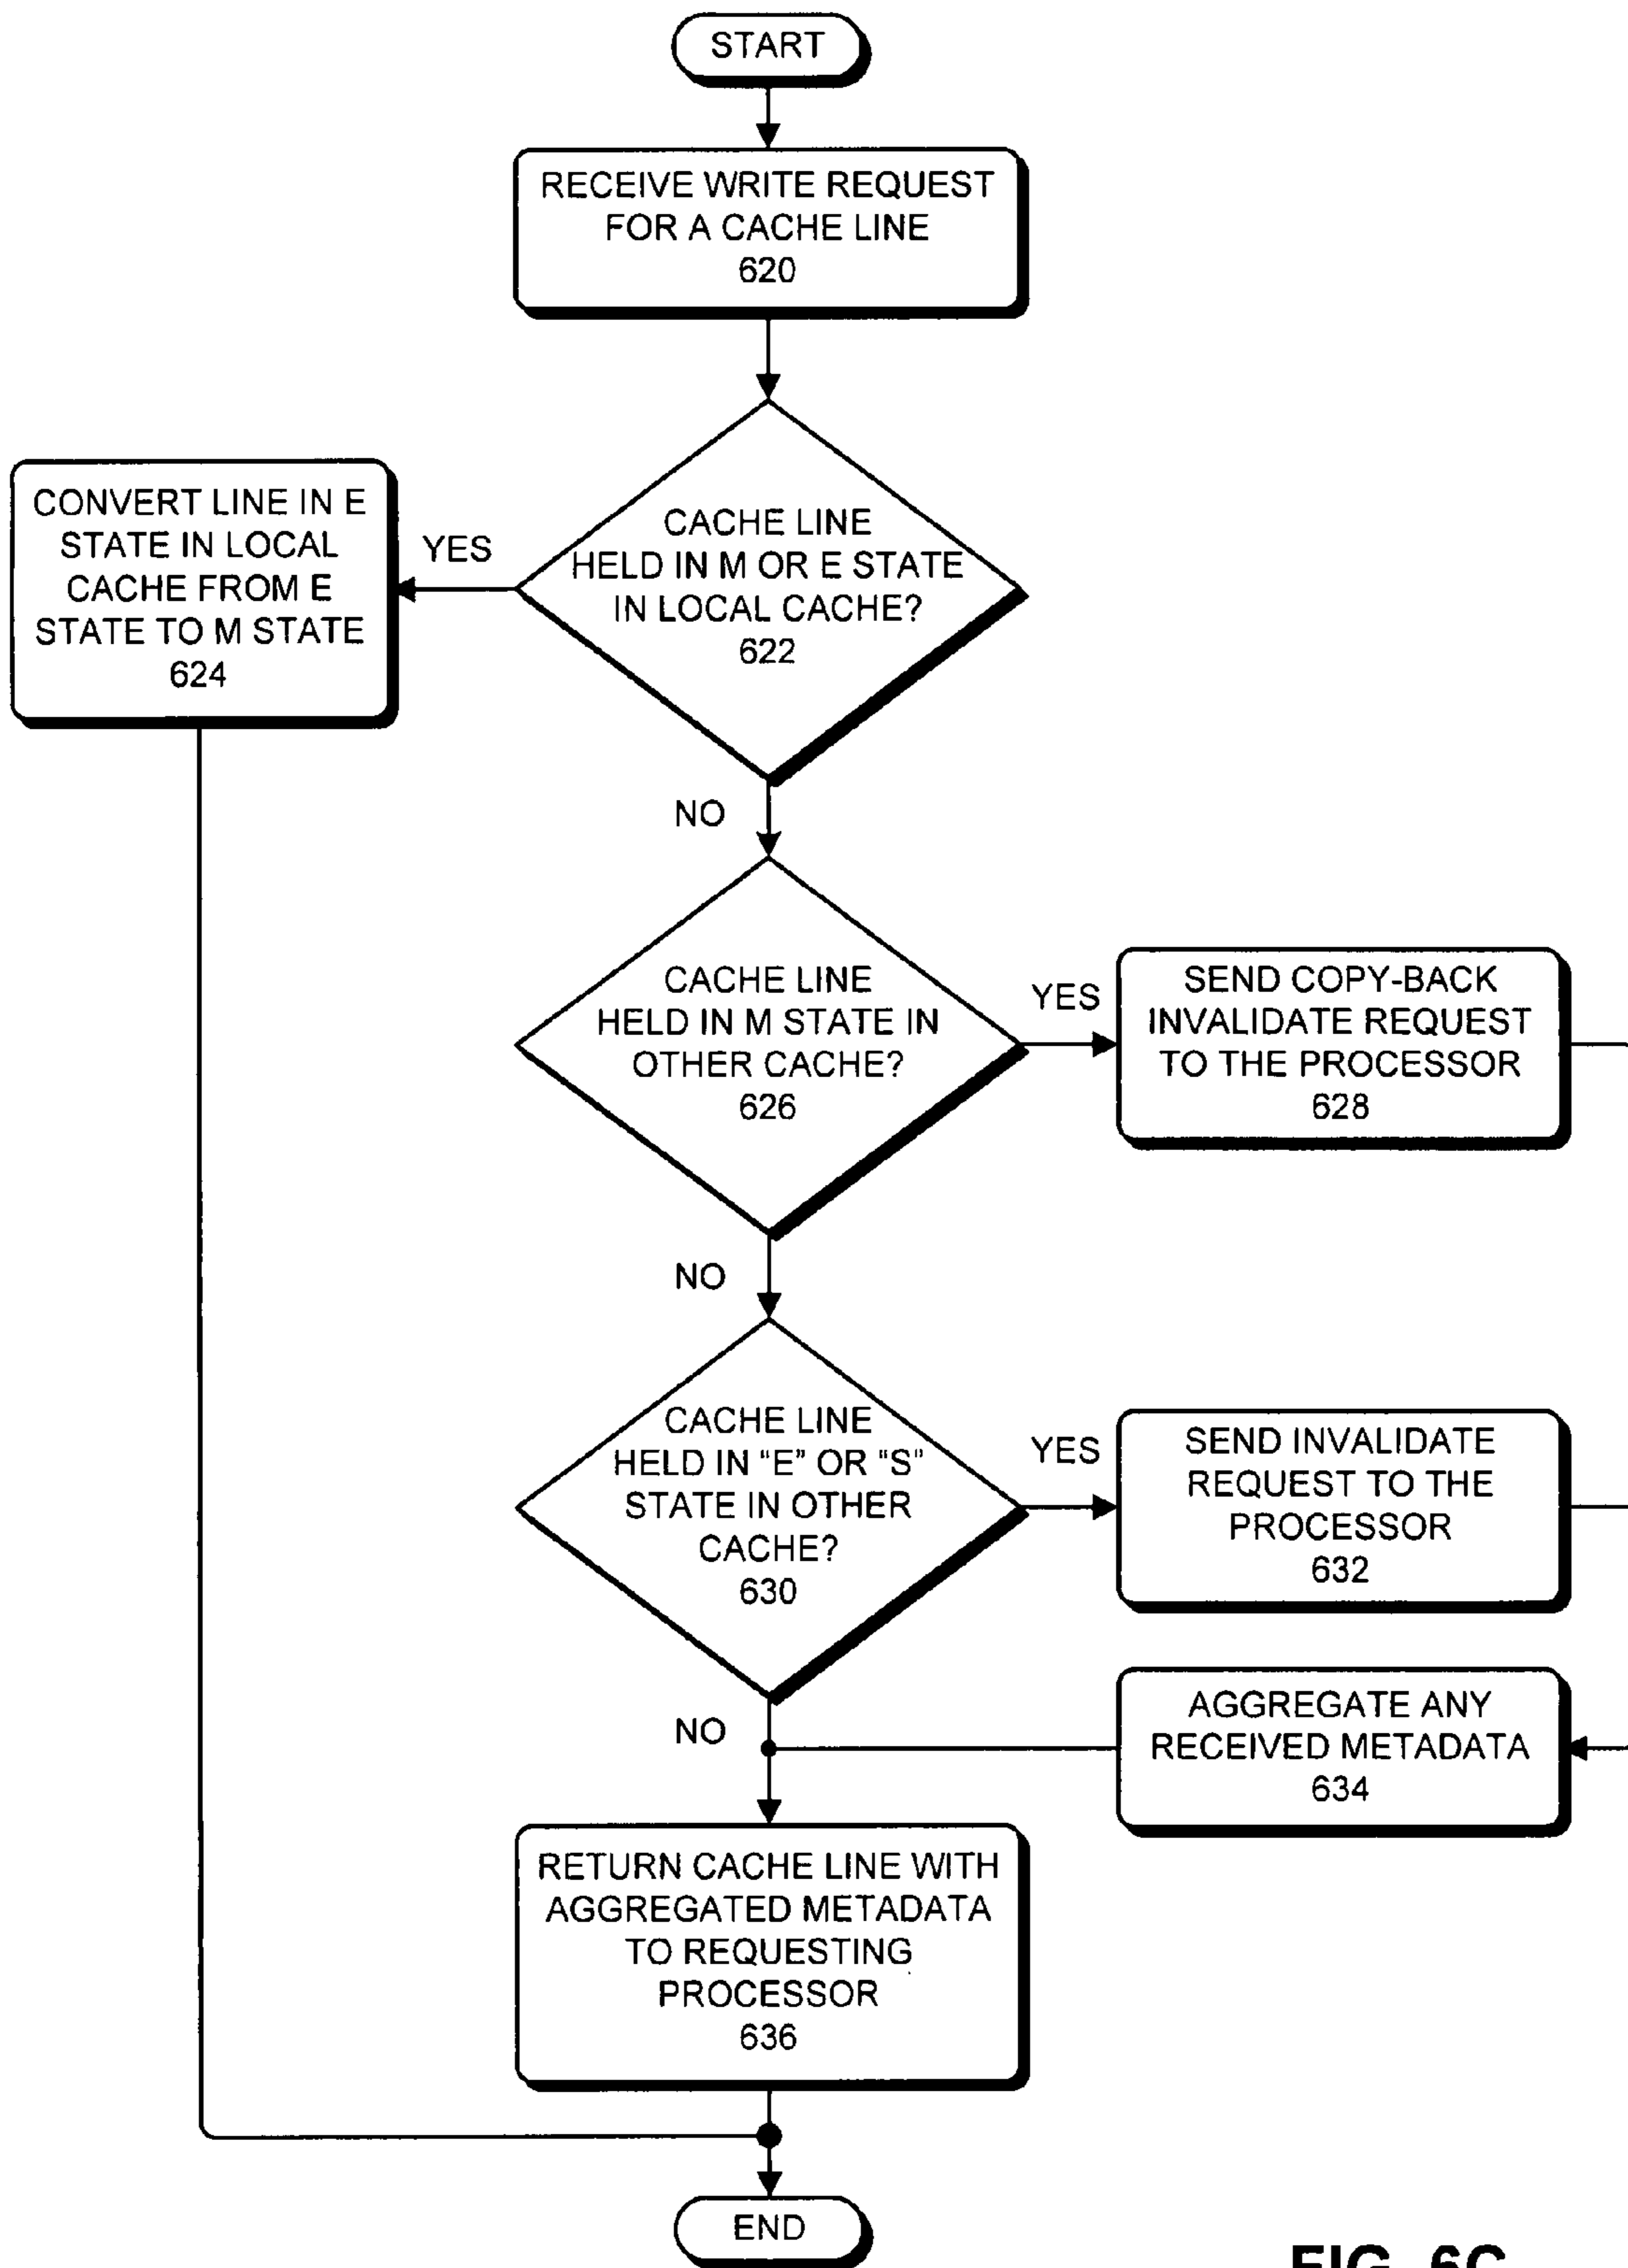 START
RECEIVE WRITE REQUEST
FOR A CACHE LINE
620
CACHE LINE
HELD IN M OR E STATE
IN LOCAL CACHE?
622
YES
CONVERT LINE IN E
STATE IN LOCAL
CACHE FROM E
STATE TO M STATE
624
NO
CACHE LINE
HELD IN M STATE IN
OTHER CACHE?
626
YES
SEND COPY-BACK
INVALIDATE REQUEST
TO THE PROCESSOR
628
NO
CACHE LINE
HELD IN "E" OR "S"
STATE IN OTHER
CACHE?
630
YES
SEND INVALIDATE
REQUEST TO THE
PROCESSOR
632
NO
AGGREGATE ANY
RECEIVED METADATA
634
RETURN CACHE LINE WITH
AGGREGATED METADATA
TO REQUESTING
PROCESSOR
636
END
FIG. 6C